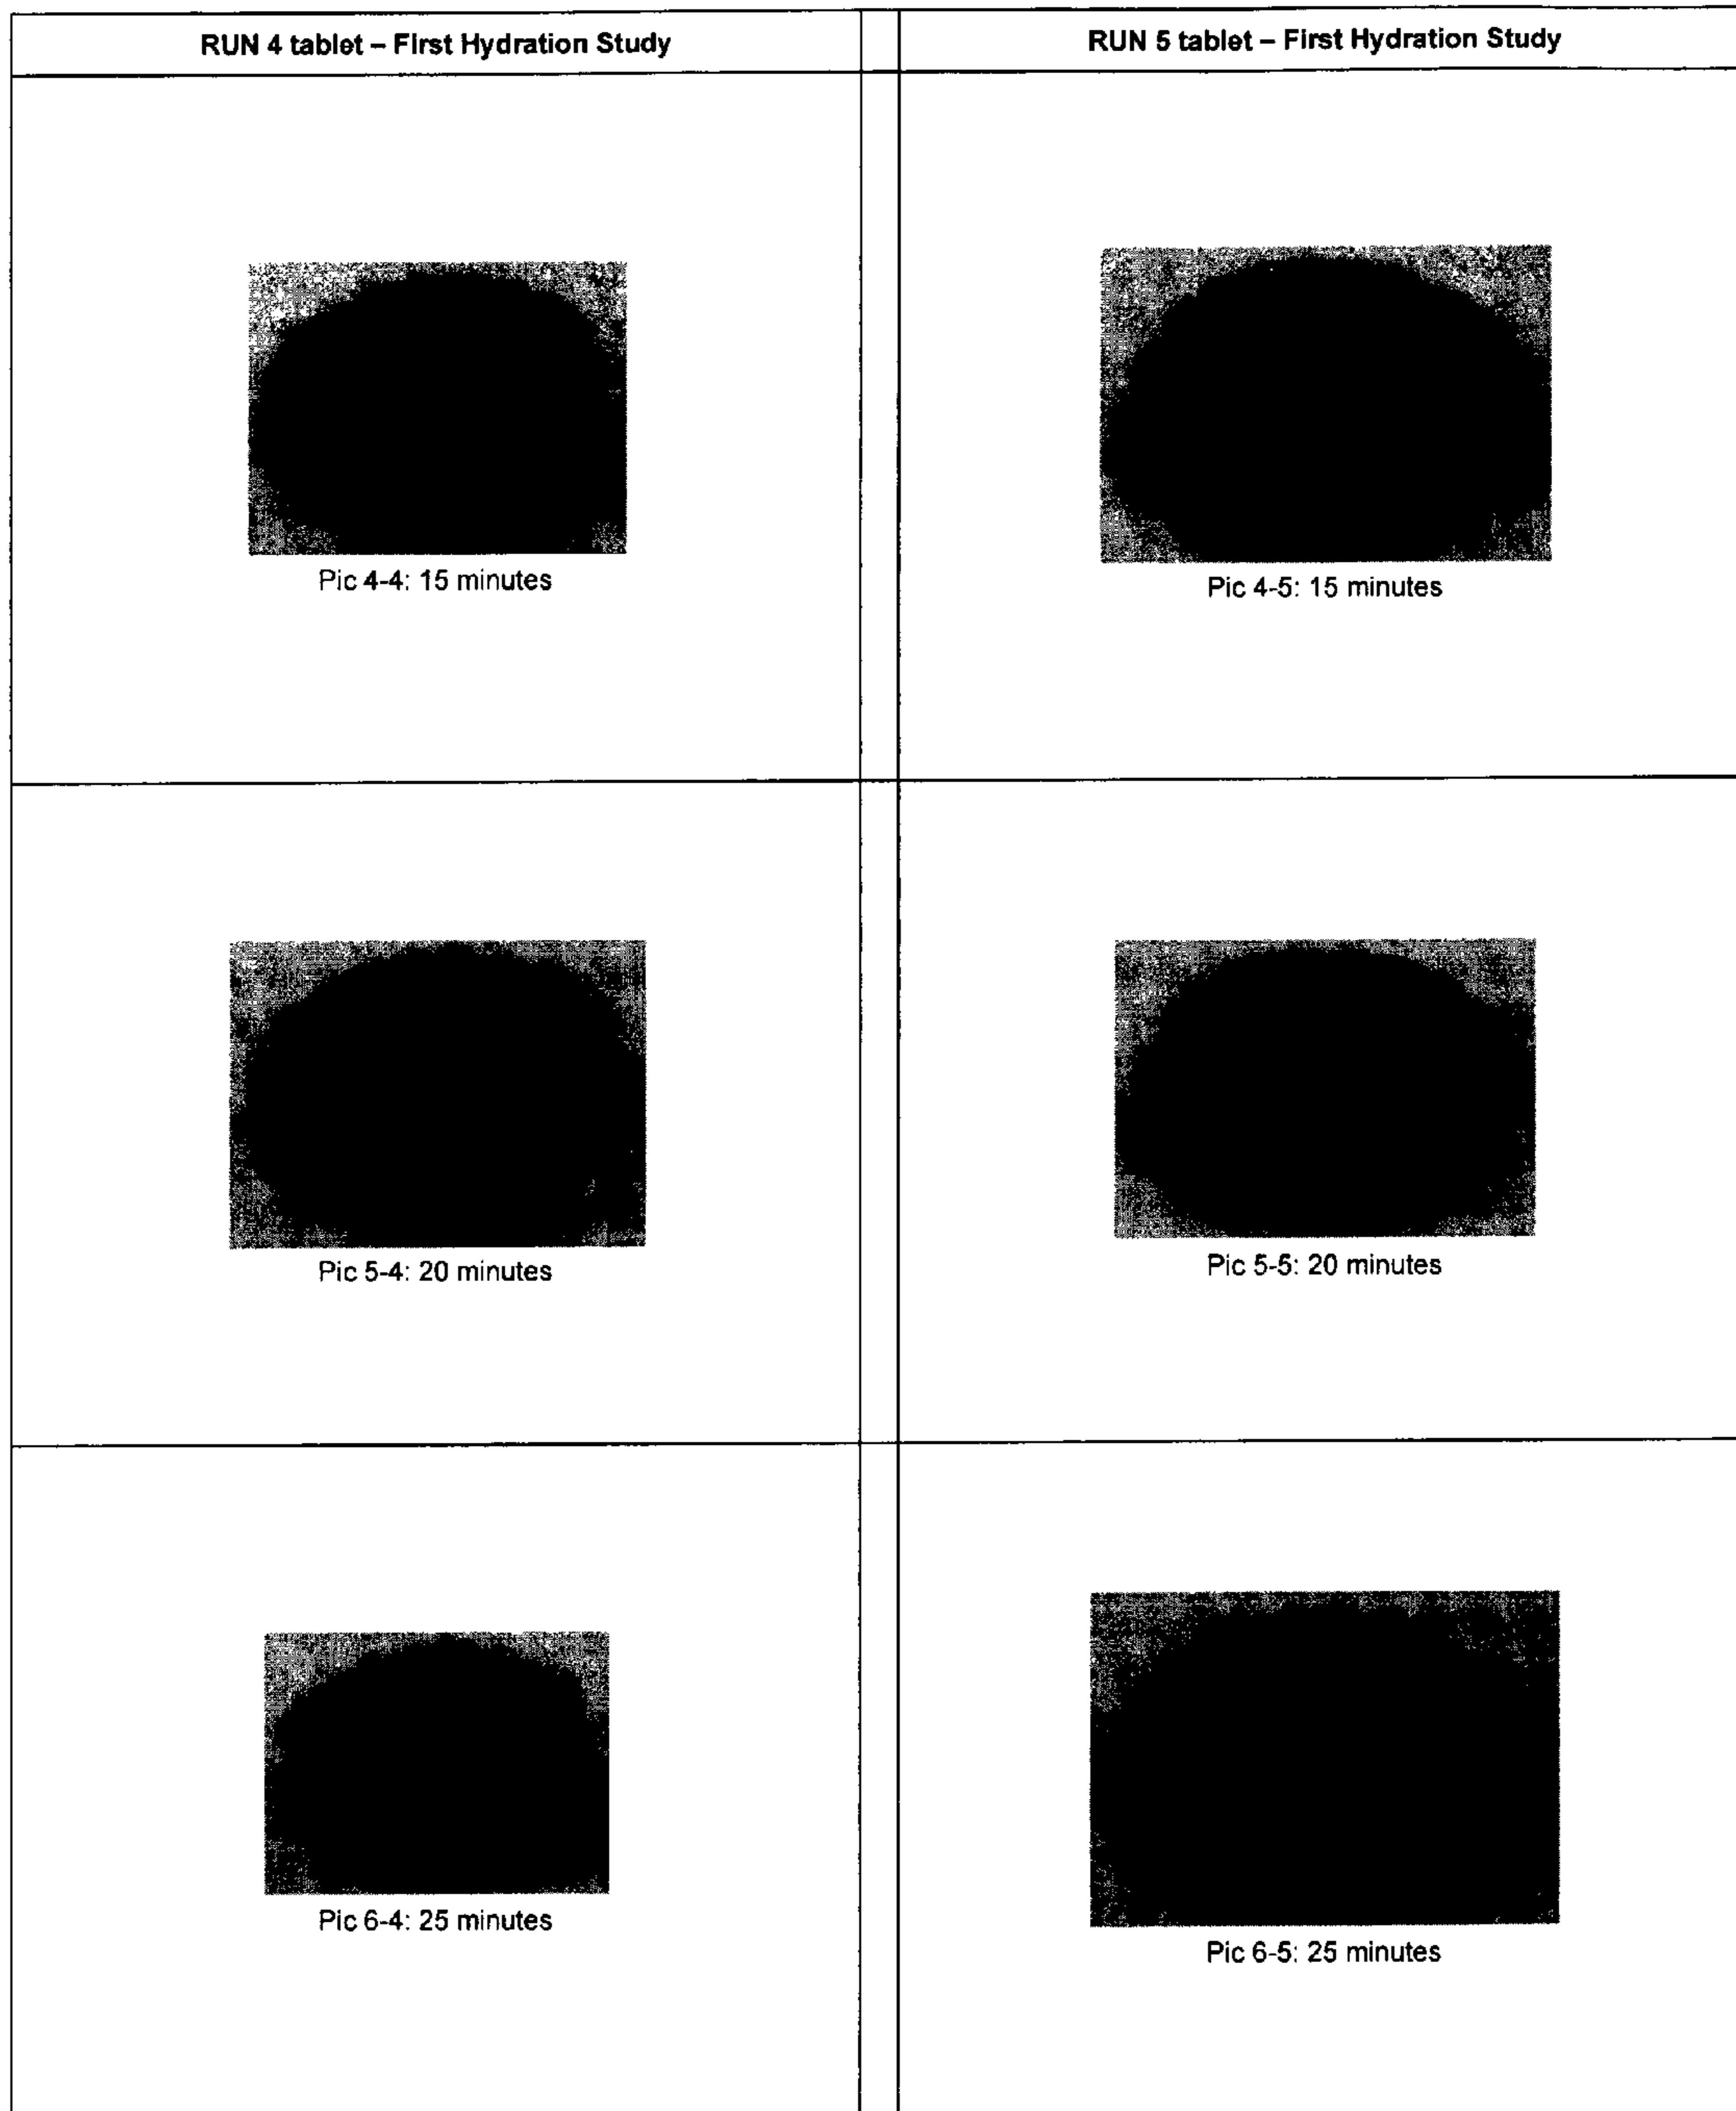 RUN 4 tablet – First Hydration Study
RUN 5 tablet – First Hydration Study
Pic 4-4: 15 minutes
Pic 4-5: 15 minutes
Pic 5-4: 20 minutes
Pic 5-5: 20 minutes
Pic 6-4: 25 minutes
Pic 6-5: 25 minutes